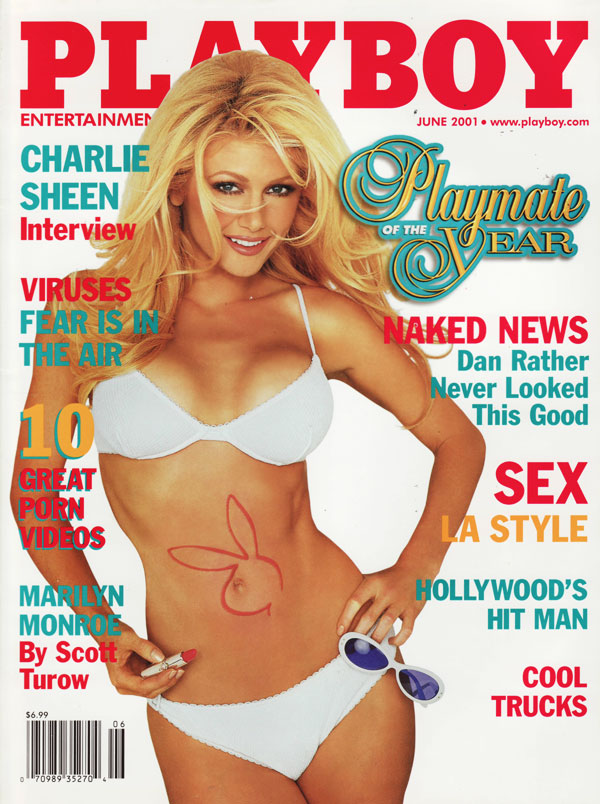 PLAYBOY
ENTERTAINMEN
JUNE 2001 • www.playboy.com
CHARLIE
SHEEN
Interview
Playmate
OF THE
YEAR
VIRUSES
FEAR IS IN
THE AIR
NAKED NEWS
Dan Rather
Never Looked
This Good
10
GREAT
PORN
VIDEOS
SEX
LA STYLE
MARILYN
MONROE
By Scott
Turow
HOLLYWOOD'S
HIT MAN
COOL
TRUCKS
$6.99
06
0 70989 35270 4